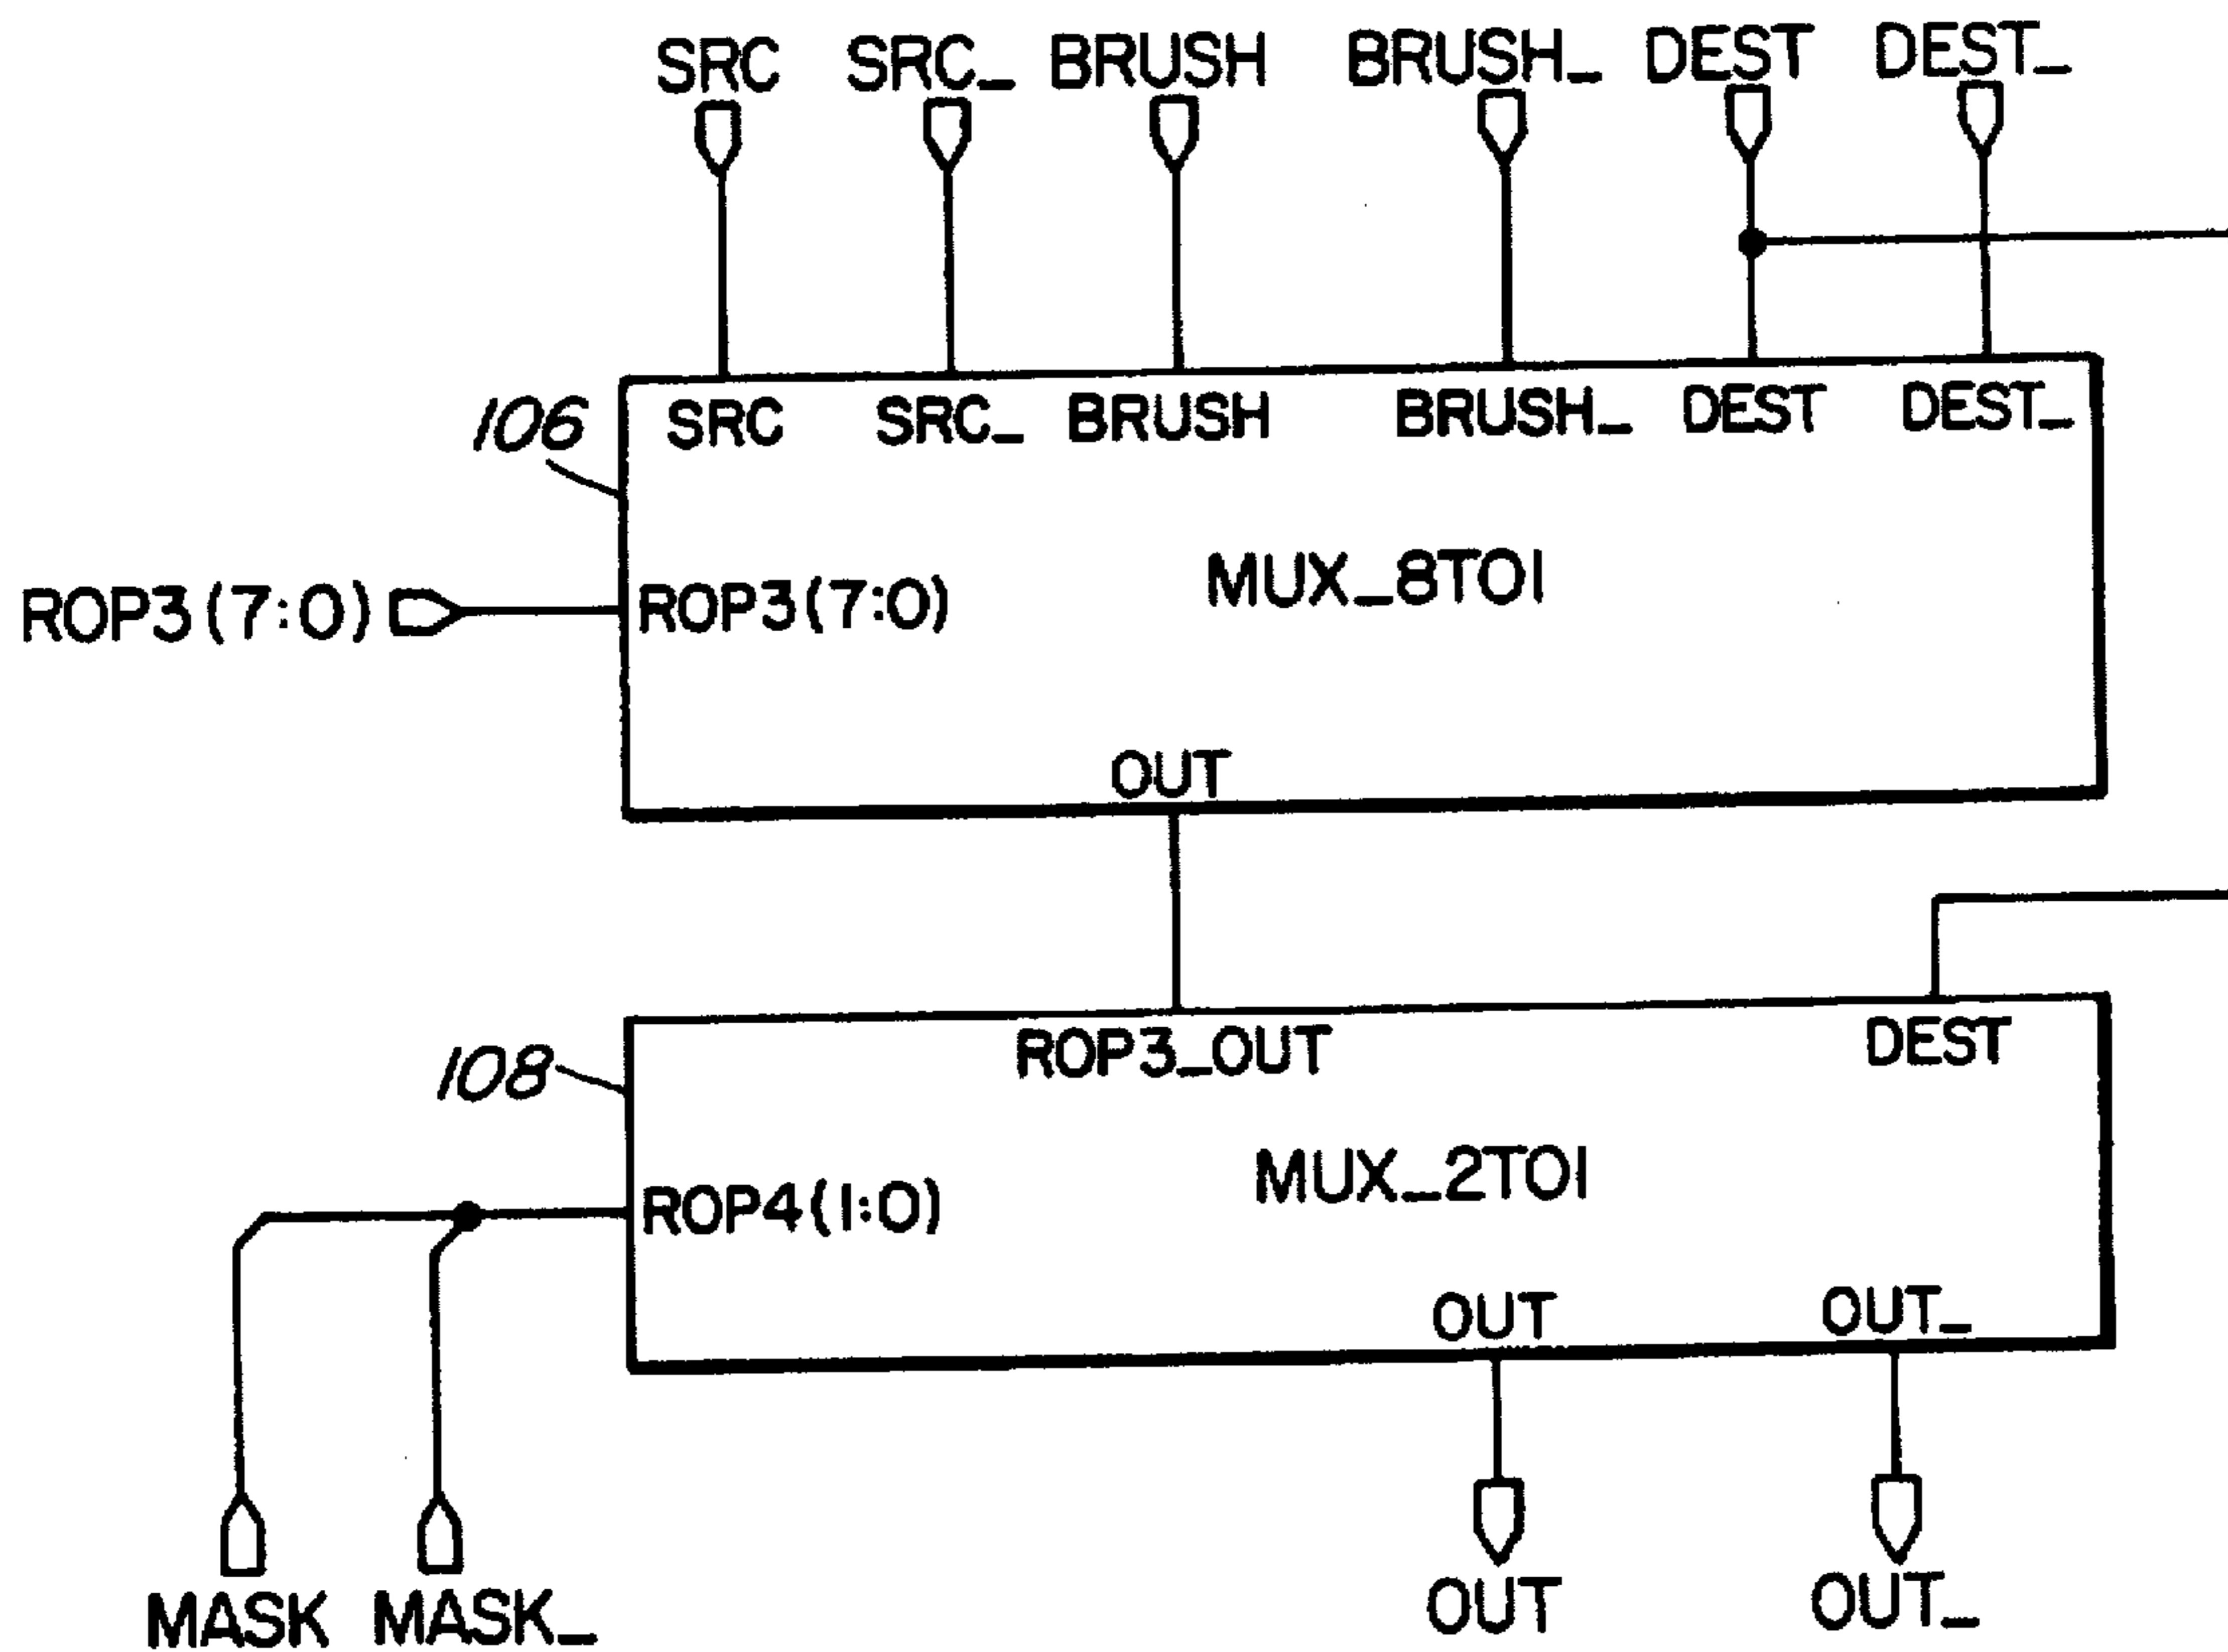 SRC SRC_ BRUSH BRUSH_ DEST DEST_
SRC SRC_ BRUSH BRUSH_ DEST DEST_
106
MUX_8TO1
ROP3(7:0) ROP3(7:0)
OUT
ROP3_OUT DEST
108
MUX_2TO1
ROP4(1:0)
OUT OUT_
OUT OUT_
MASK MASK_